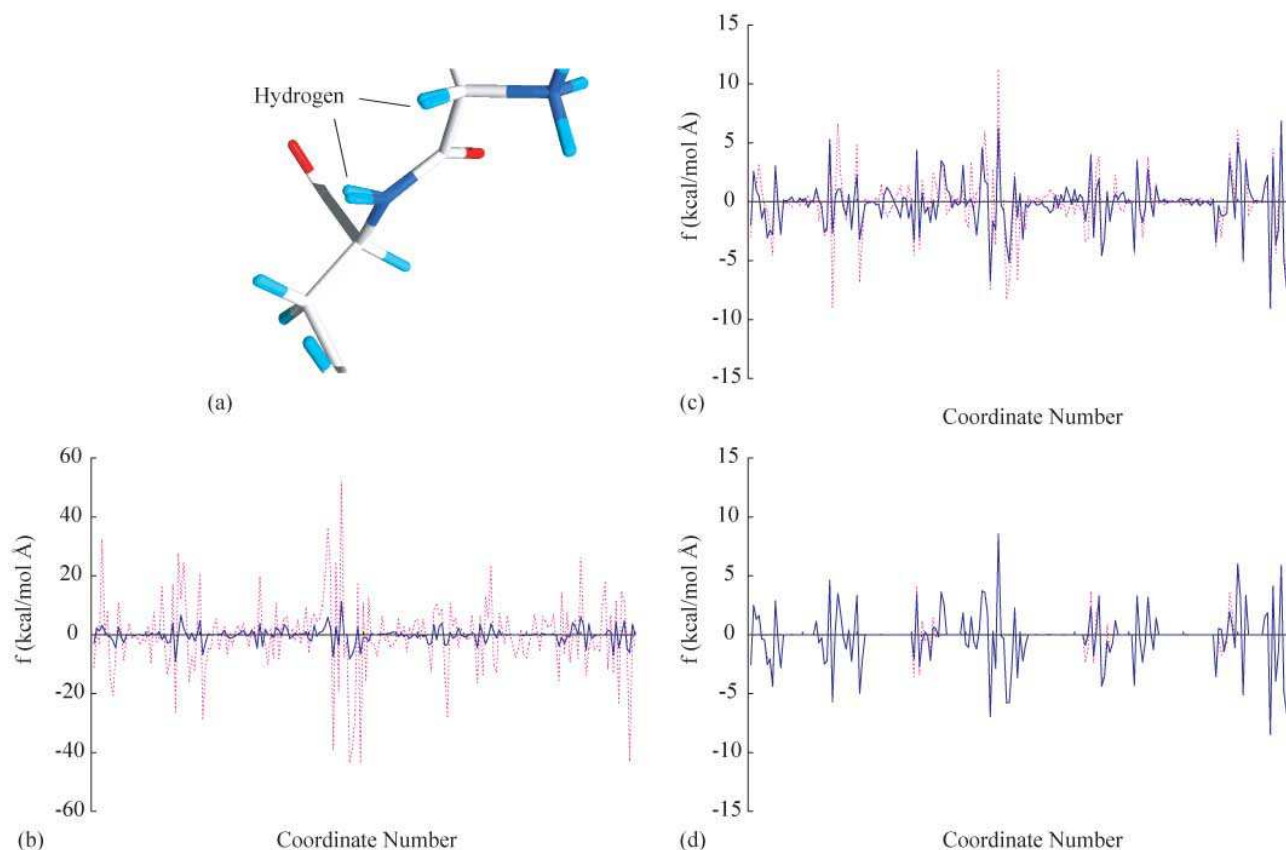 Hydrogen
(a)
15
10
5
0
-5
-10
-15
f (kcal/mol Å)
Coordinate Number
(c)
60
40
20
0
-20
-40
-60
f (kcal/mol Å)
Coordinate Number
(b)
15
10
5
0
-5
-10
-15
f (kcal/mol Å)
Coordinate Number
(d)